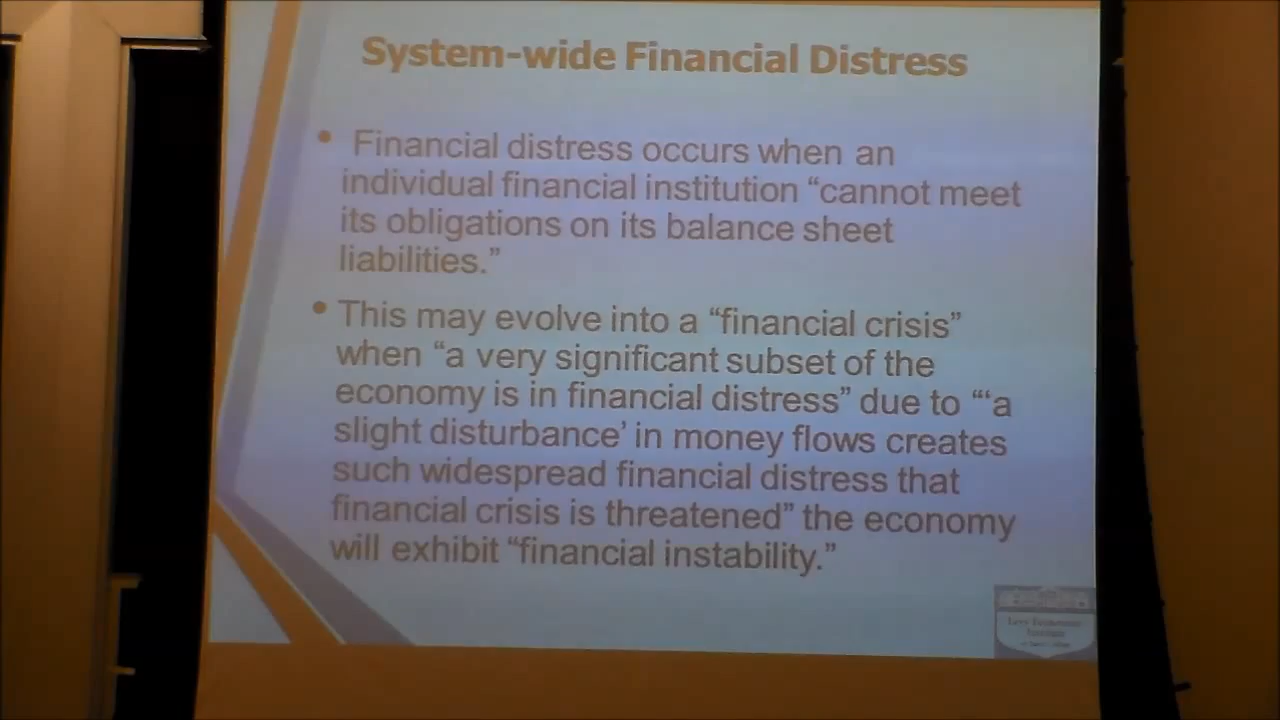 System-wide Financial Distress
• Financial distress occurs when an
individual financial institution “cannot meet
its obligations on its balance sheet
liabilities.”
• This may evolve into a “financial crisis”
when “a very significant subset of the
economy is in financial distress” due to “‘a
slight disturbance’ in money flows creates
such widespread financial distress that
financial crisis is threatened” the economy
will exhibit “financial instability.”
Levy Economics
Institute